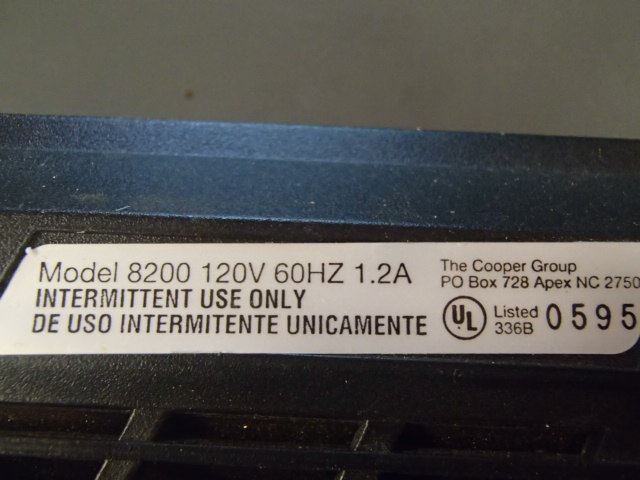 Model 8200 120V 60HZ 1.2A
INTERMITTENT USE ONLY
DE USO INTERMITENTE UNICAMENTE
The Cooper Group
PO Box 728 Apex NC 2750
UL Listed 0595
336B